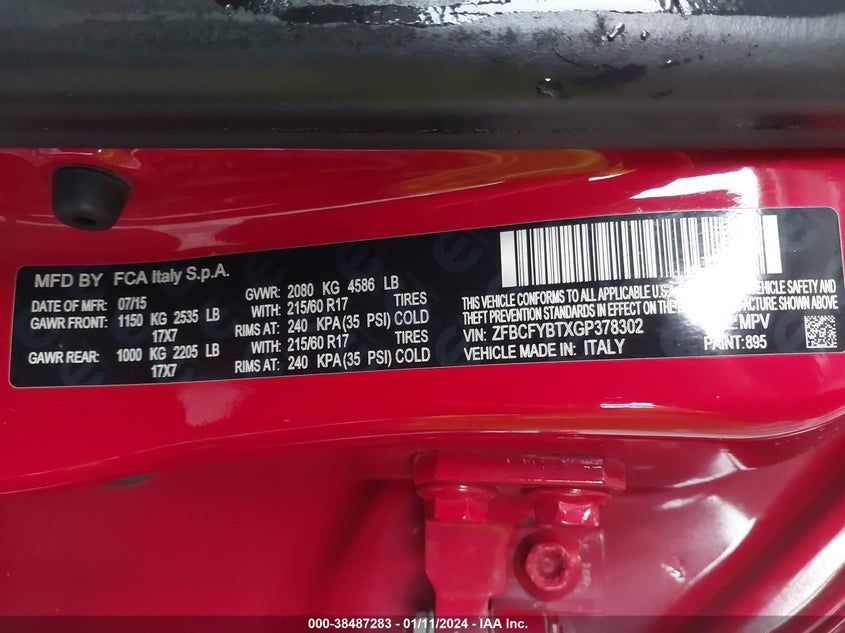 MFD BY FCA Italy S.p.A.
DATE OF MFR: 07/15 GVWR: 2080 KG 4586 LB
GAWR FRONT: 1150 KG 2535 LB WITH: 215/60 R17 TIRES
17X7 RIMS AT: 240 KPA(35 PSI) COLD
GAWR REAR: 1000 KG 2205 LB WITH: 215/60 R17 TIRES
17X7 RIMS AT: 240 KPA(35 PSI) COLD
THIS VEHICLE CONFORMS TO ALL APPLICABLE U.S. VEHICLE SAFETY AND
THEFT PREVENTION STANDARDS IN EFFECT ON
VIN: ZFBCFYBTXGP378302 MPV
VEHICLE MADE IN: ITALY PAINT: 895
000-38487283 - 01/11/2024 - IAA Inc.